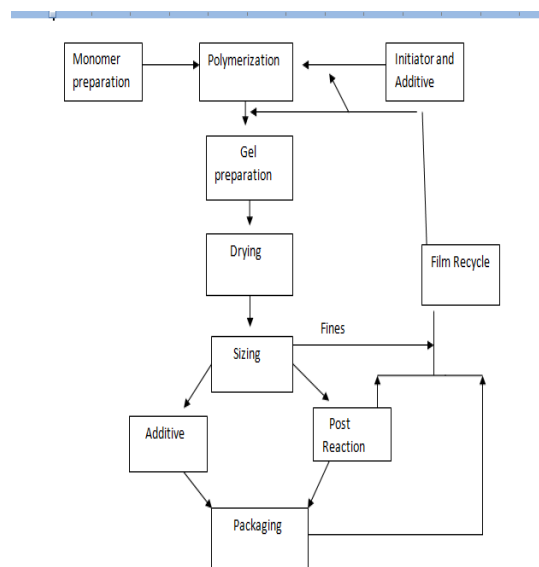 Monomer
preparation
Polymerization
Initiator and
Additive
Gel
preparation
Drying
Film Recycle
Fines
Sizing
Additive
Post
Reaction
Packaging